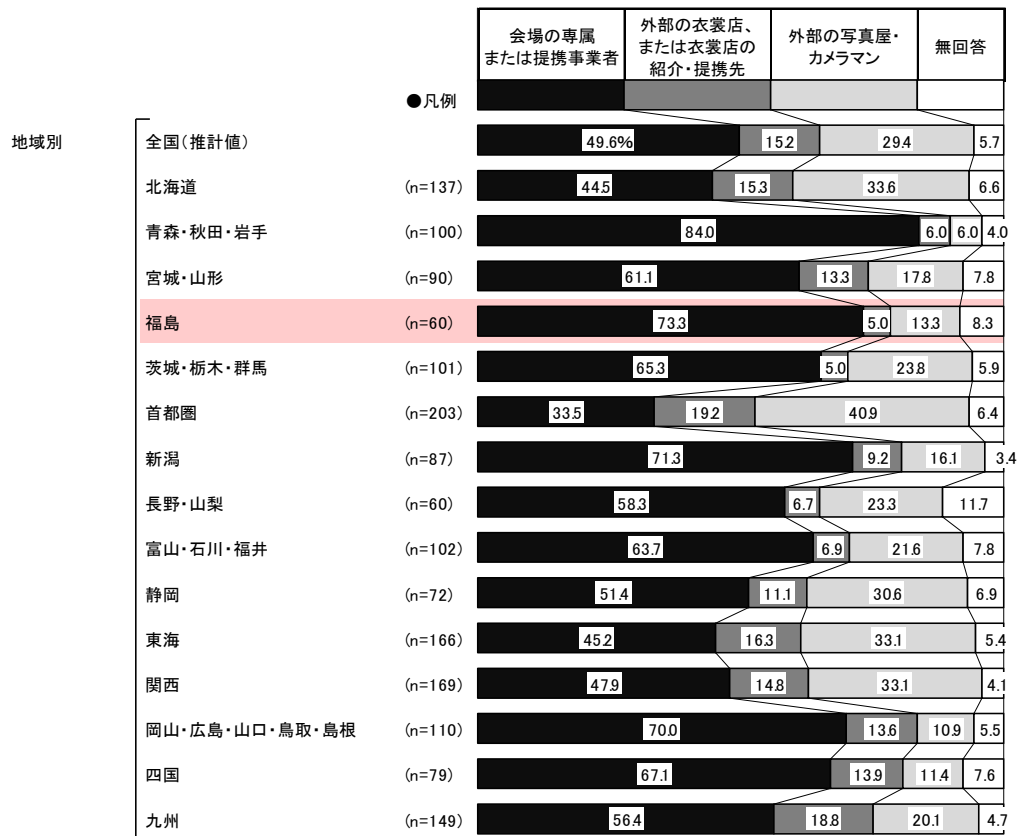 会場の専属
または提携事業者
外部の衣裳店、
または衣裳店の
紹介・提携先
外部の写真屋・
カメラマン
無回答
●凡例
地域別
全国(推計値) 49.6% 15.2 29.4 5.7
北海道 (n=137) 44.5 15.3 33.6 6.6
青森・秋田・岩手 (n=100) 84.0 6.0 6.0 4.0
宮城・山形 (n=90) 61.1 13.3 17.8 7.8
福島 (n=60) 73.3 5.0 13.3 8.3
茨城・栃木・群馬 (n=101) 65.3 5.0 23.8 5.9
首都圏 (n=203) 33.5 19.2 40.9 6.4
新潟 (n=87) 71.3 9.2 16.1 3.4
長野・山梨 (n=60) 58.3 6.7 23.3 11.7
富山・石川・福井 (n=102) 63.7 6.9 21.6 7.8
静岡 (n=72) 51.4 11.1 30.6 6.9
東海 (n=166) 45.2 16.3 33.1 5.4
関西 (n=169) 47.9 14.8 33.1 4.1
岡山・広島・山口・鳥取・島根 (n=110) 70.0 13.6 10.9 5.5
四国 (n=79) 67.1 13.9 11.4 7.6
九州 (n=149) 56.4 18.8 20.1 4.7